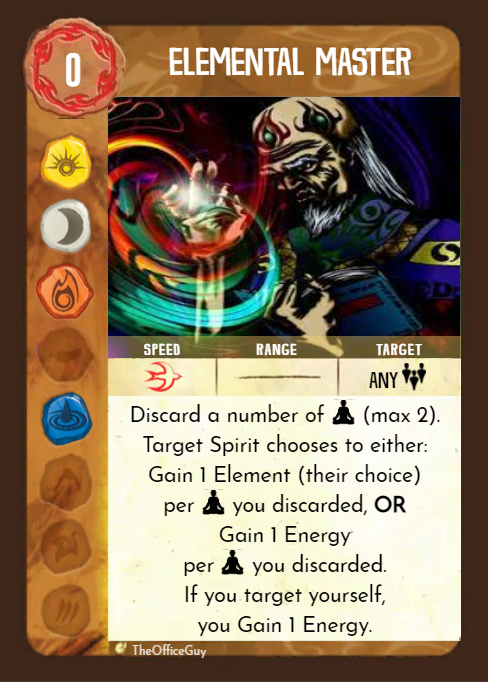 0
ELEMENTAL MASTER
SPEED RANGE TARGET
ANY
Discard a number of (max 2).
Target Spirit chooses to either:
Gain 1 Element (their choice)
per you discarded, OR
Gain 1 Energy
per you discarded.
If you target yourself,
you Gain 1 Energy.
TheOfficeGuy